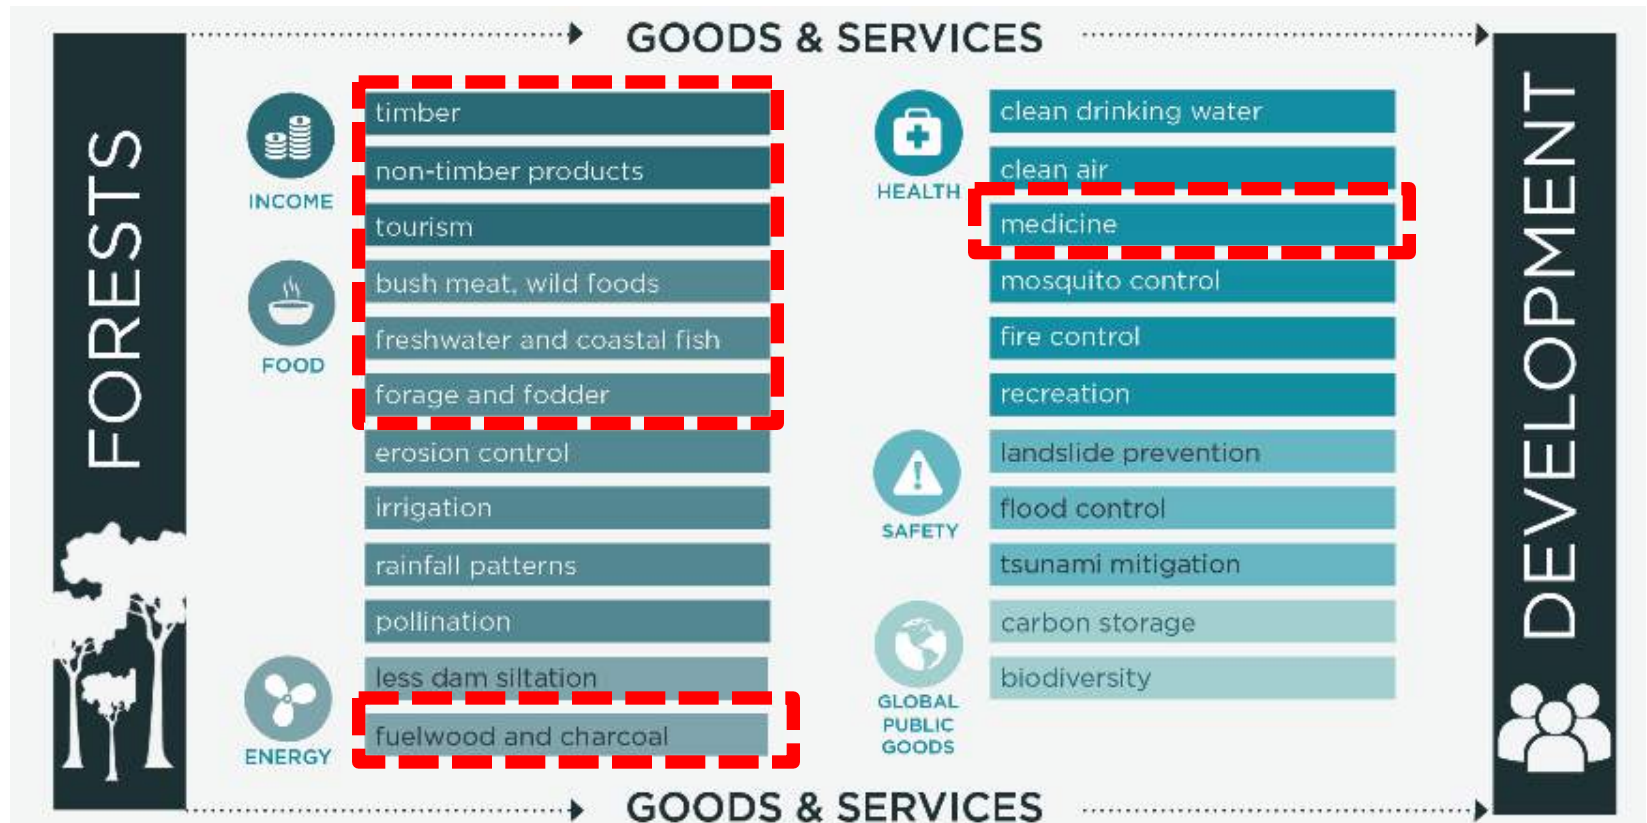 GOODS & SERVICES
FORESTS
INCOME
timber
non-timber products
tourism
FOOD
bush meat, wild foods
freshwater and coastal fish
forage and fodder
erosion control
irrigation
rainfall patterns
pollination
ENERGY
less dam siltation
fuelwood and charcoal
HEALTH
clean drinking water
clean air
medicine
mosquito control
fire control
recreation
SAFETY
landslide prevention
flood control
tsunami mitigation
GLOBAL
PUBLIC
GOODS
carbon storage
biodiversity
DEVELOPMENT
GOODS & SERVICES